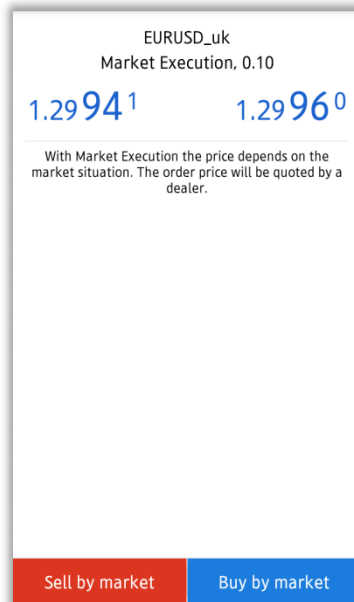 EURUSD_uk
Market Execution, 0.10
1.29941 1.29960
With Market Execution the price depends on the
market situation. The order price will be quoted by a
dealer.
Sell by market Buy by market